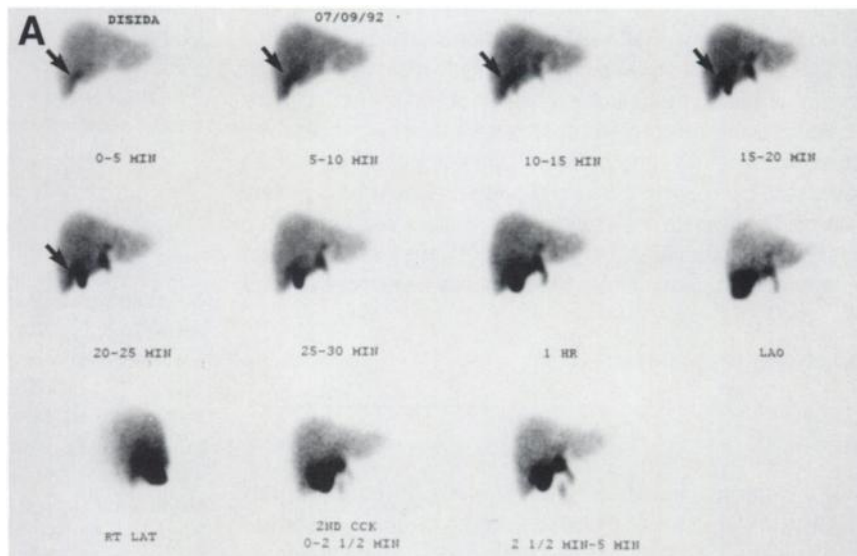 A
DISIDA 07/09/92
0-5 MIN 5-10 MIN 10-15 MIN 15-20 MIN
20-25 MIN 25-30 MIN 1 HR LAO
RT LAT 2ND CCK
0-2 1/2 MIN 2 1/2 MIN-5 MIN